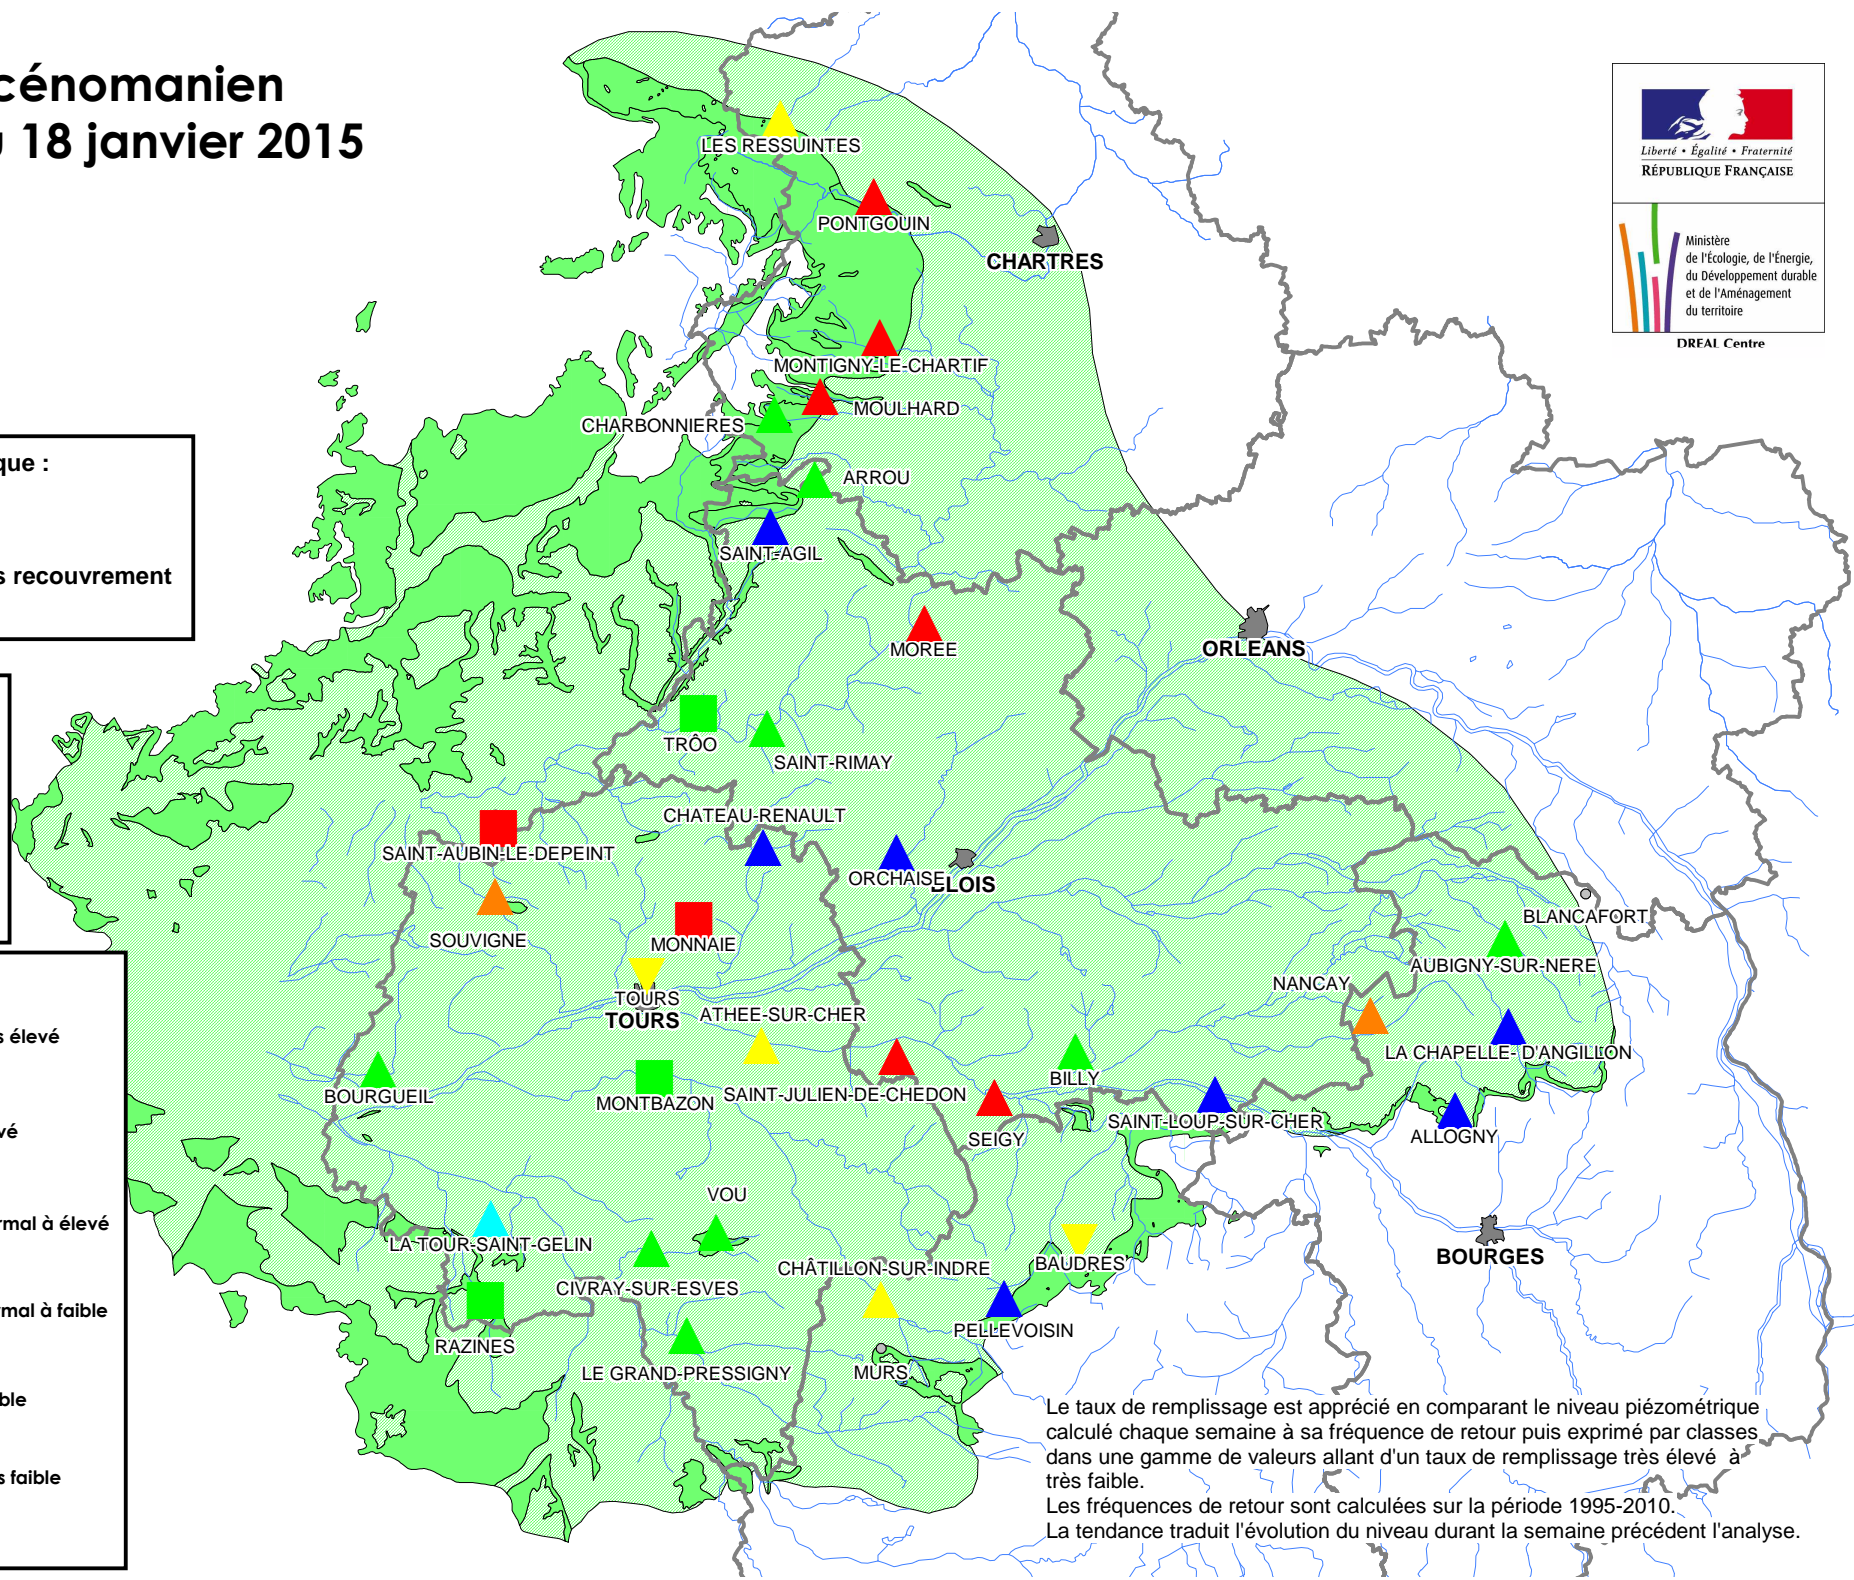 cénomanien
18 janvier 2015
Liberté • Égalité • Fraternité
RÉPUBLIQUE FRANÇAISE
Ministère
de l'Écologie, de l'Énergie,
du Développement durable
et de l'Aménagement
du territoire
DREAL Centre
LES RESSUINTES
PONTGOUIN
CHARTRES
MONTIGNY-LE-CHARTIF
MOULHARD
CHARBONNIERES
ARROU
SAINT-AGIL
MOREE
ORLEANS
TRÔO
SAINT-RIMAY
CHATEAU-RENAULT
SAINT-AUBIN-LE-DEPEINT
ORCHAISE
BLOIS
SOUVIGNE
MONNAIE
BLANCAFORT
AUBIGNY-SUR-NERE
NANCAY
TOURS
TOURS
ATHEE-SUR-CHER
LA CHAPELLE- D'ANGILLON
BOURGUEIL
MONTBAZON
SAINT-JULIEN-DE-CHEDON
BILLY
SEIGY
SAINT-LOUP-SUR-CHER
ALLOGNY
VOU
LA TOUR-SAINT-GELIN
CIVRAY-SUR-ESVES
CHÂTILLON-SUR-INDRE
BAUDRES
BOURGES
RAZINES
PELLEVOISIN
LE GRAND-PRESSIGNY
MURS
que :
s recouvrement
s élevé
vé
rmal à élevé
rmal à faible
ble
s faible
Le taux de remplissage est apprécié en comparant le niveau piézométrique
calculé chaque semaine à sa fréquence de retour puis exprimé par classes
dans une gamme de valeurs allant d'un taux de remplissage très élevé à
très faible.
Les fréquences de retour sont calculées sur la période 1995-2010.
La tendance traduit l'évolution du niveau durant la semaine précédent l'analyse.